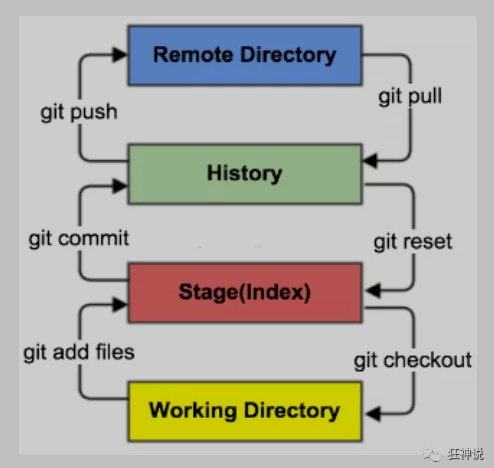 Remote Directory
git push
git pull
History
git commit
git reset
Stage(Index)
git add files
git checkout
Working Directory
狂神说